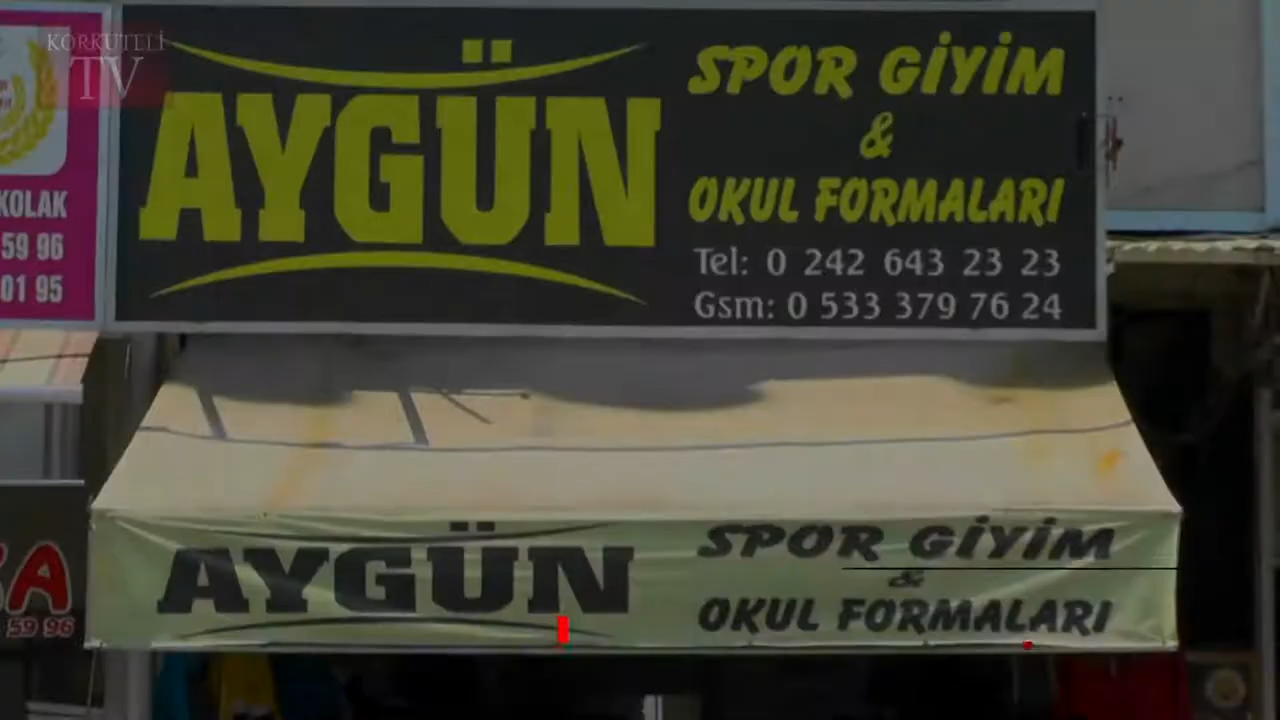 KORKUTELİ
TV
AYGÜN
SPOR GİYİM
&
OKUL FORMALARI
Tel: 0 242 643 23 23
Gsm: 0 533 379 76 24
KOLAK
59 96
01 95
AYGÜN
SPOR GİYİM
&
OKUL FORMALARI
A
59 96